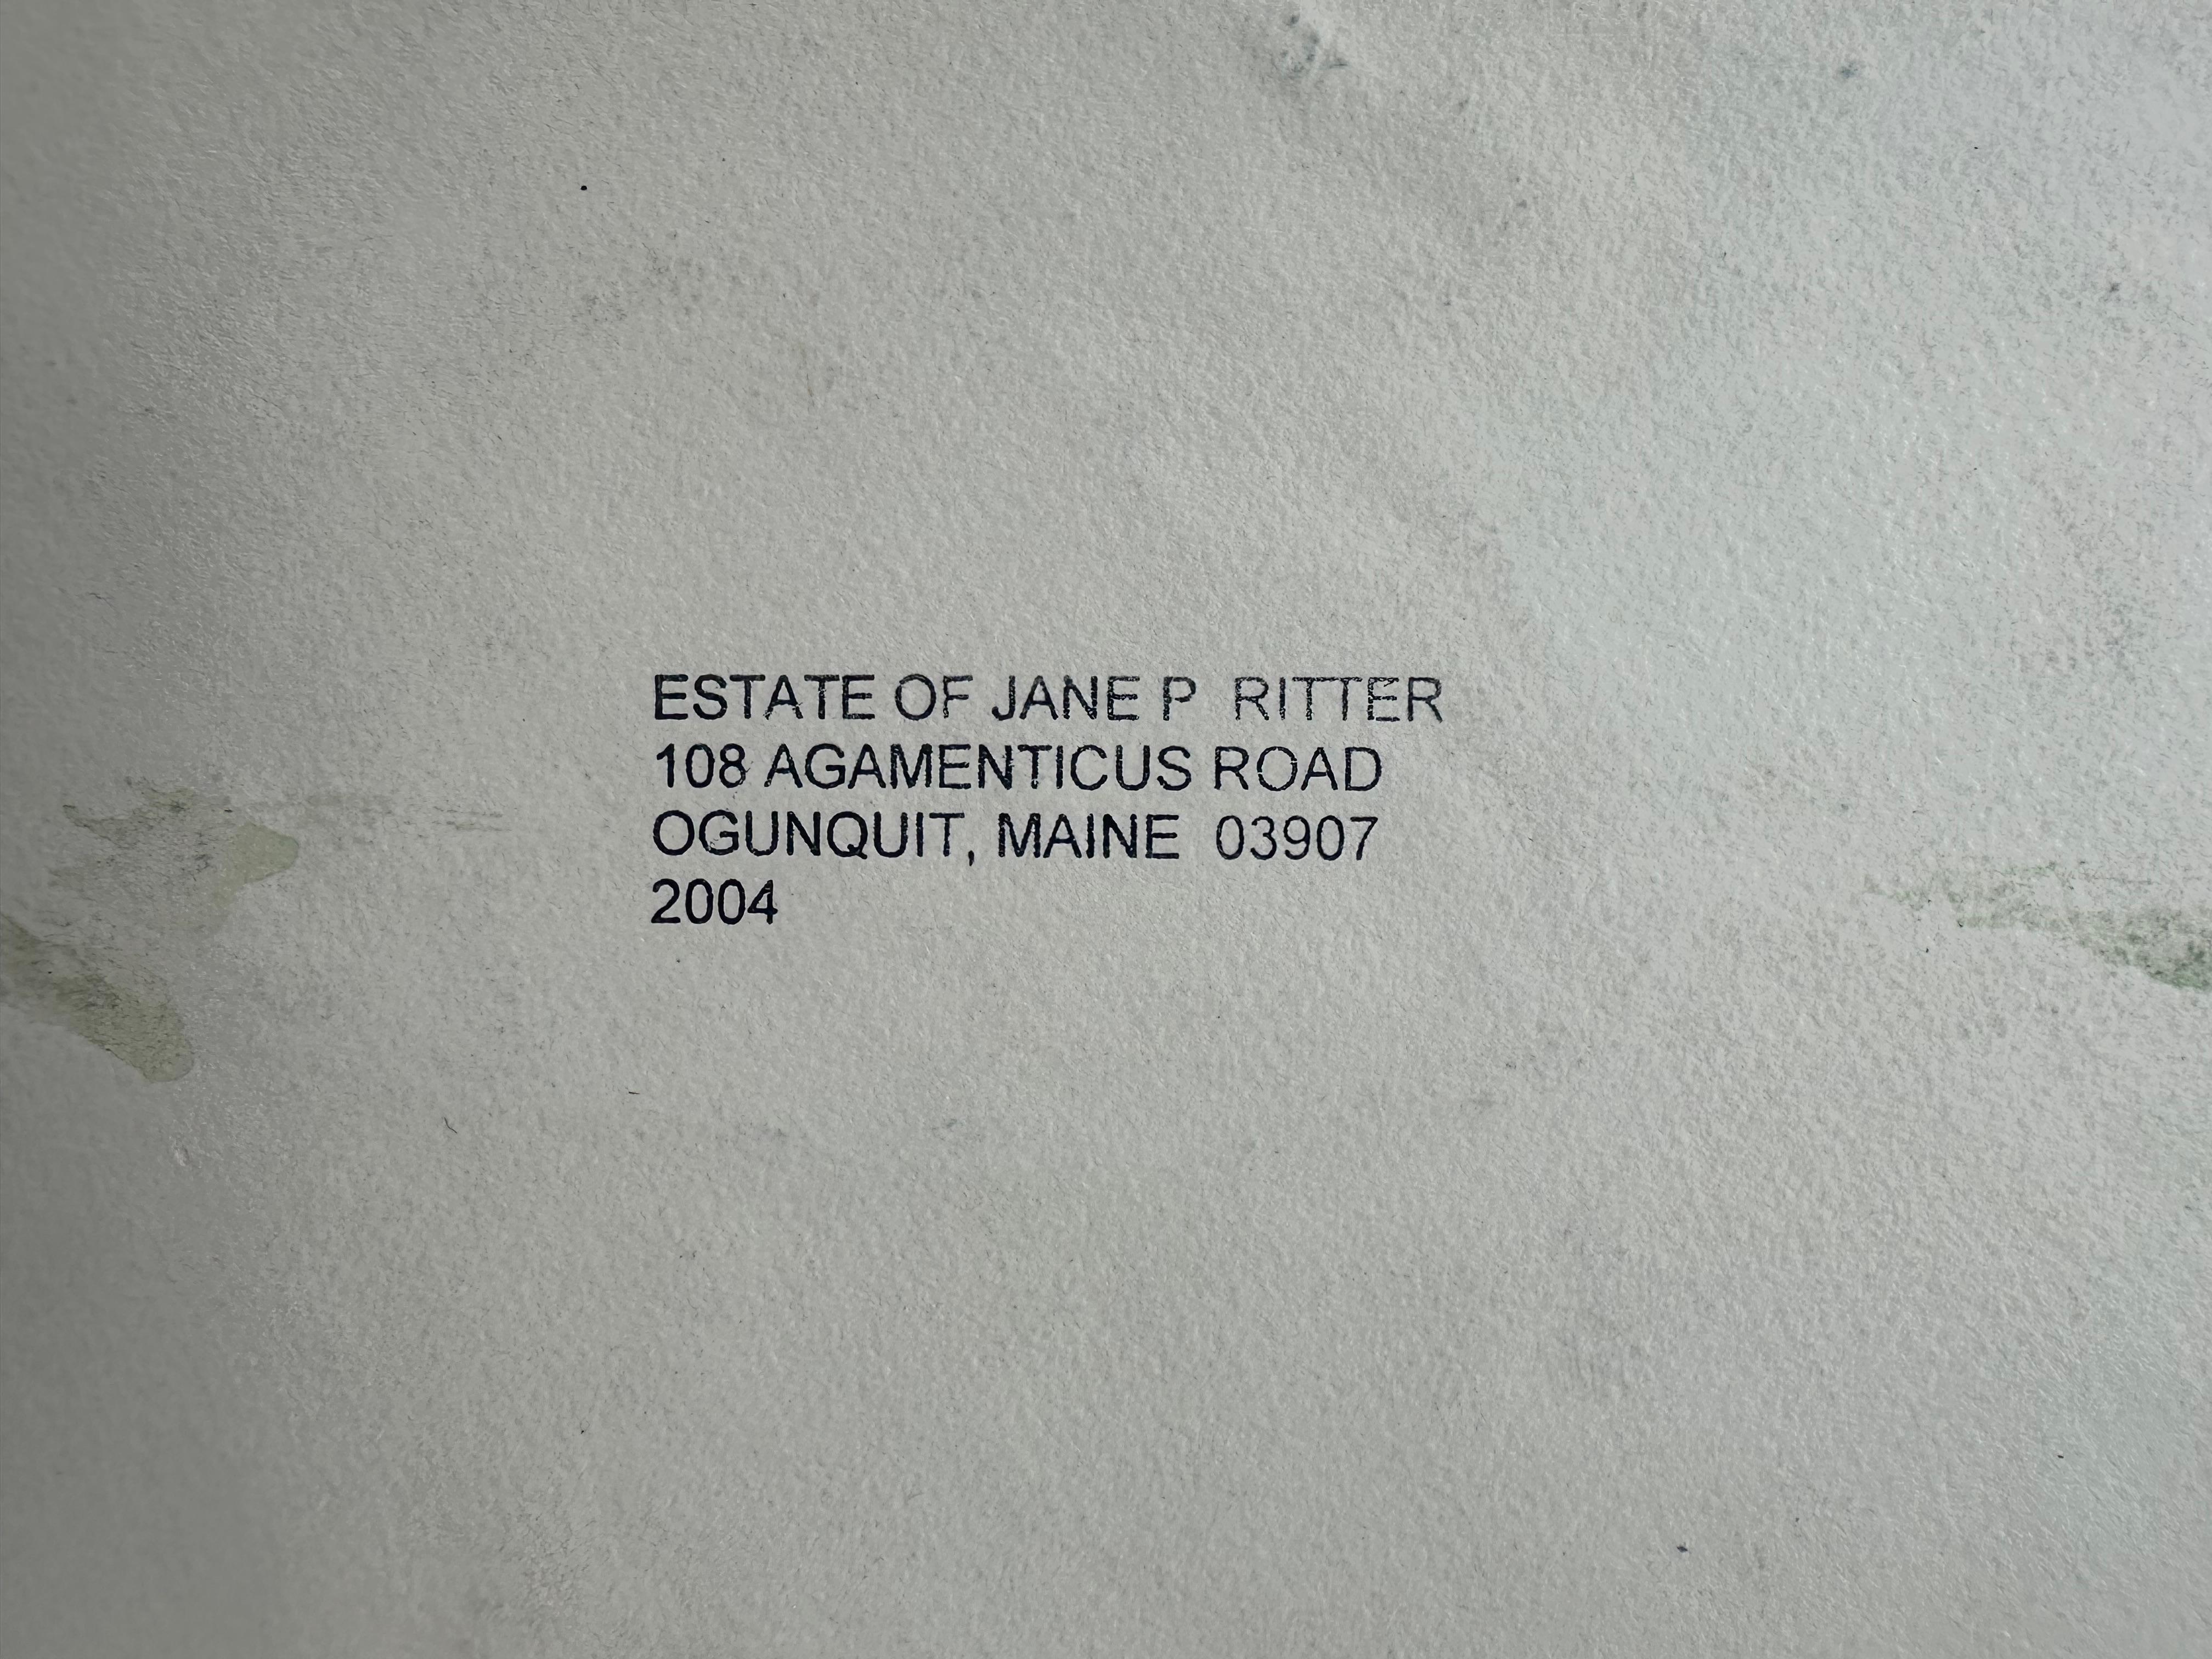 ESTATE OF JANE P RITTER
108 AGAMENTICUS ROAD
OGUNQUIT, MAINE 03907
2004